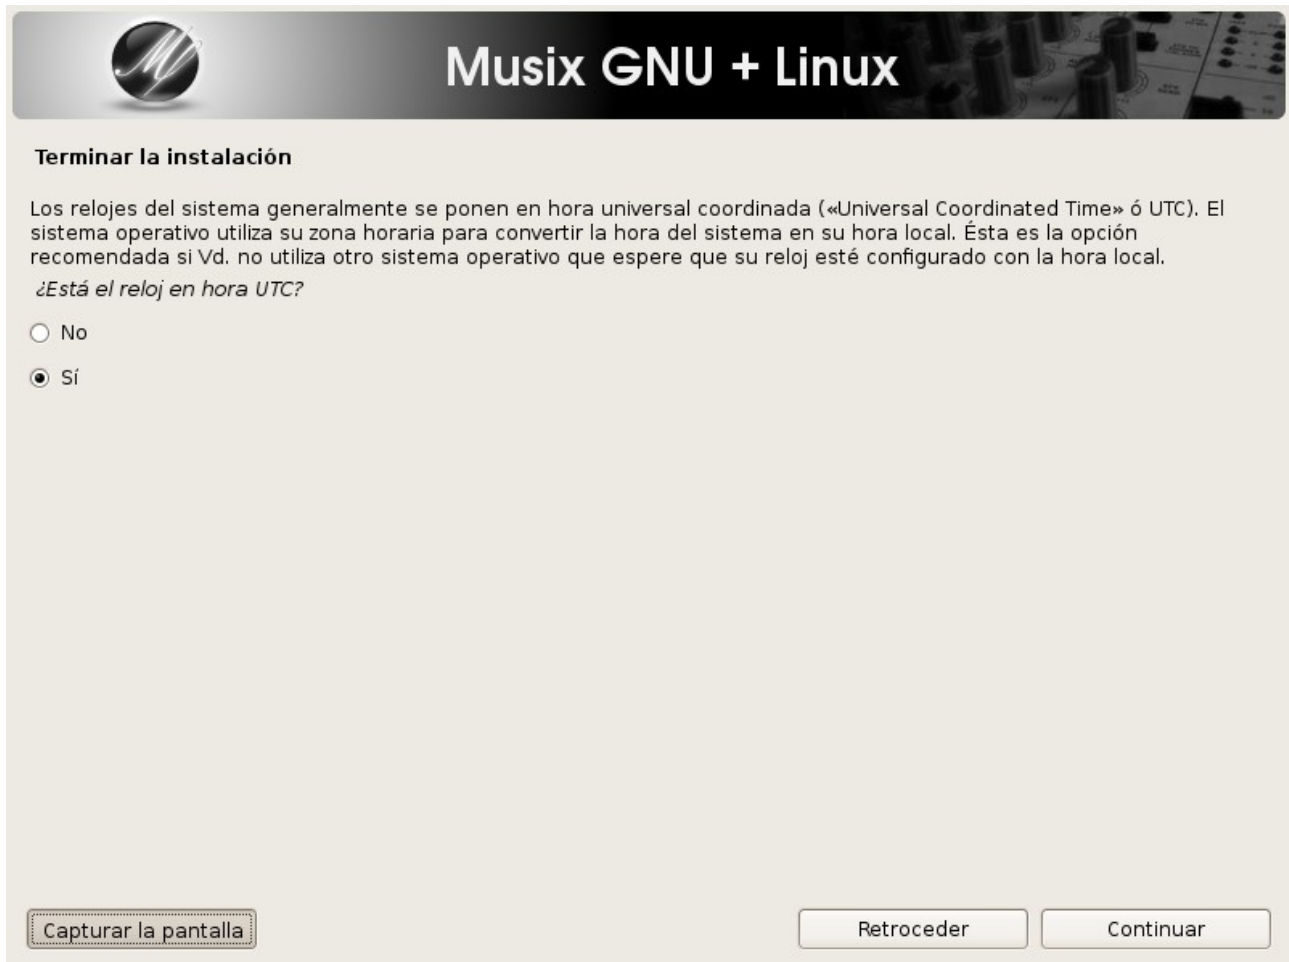 Musix GNU + Linux
Terminar la instalación
Los relojes del sistema generalmente se ponen en hora universal coordinada («Universal Coordinated Time» ó UTC). El
sistema operativo utiliza su zona horaria para convertir la hora del sistema en su hora local. Ésta es la opción
recomendada si Vd. no utiliza otro sistema operativo que espere que su reloj esté configurado con la hora local.
¿Está el reloj en hora UTC?
No
Sí
Capturar la pantalla
Retroceder
Continuar